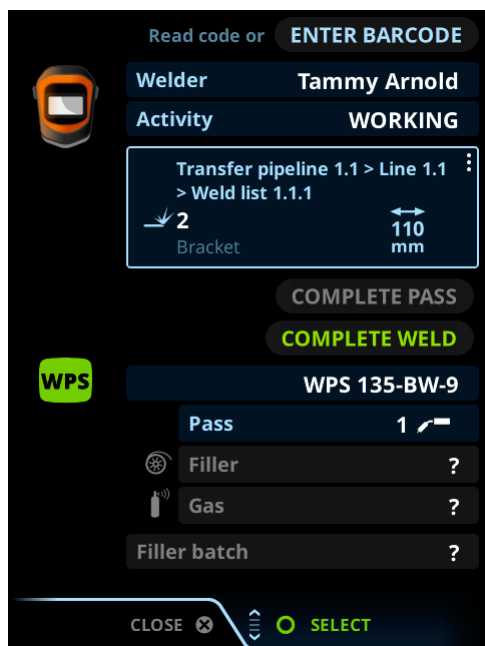 Read code or ENTER BARCODE
Welder Tammy Arnold
Activity WORKING
Transfer pipeline 1.1 > Line 1.1
> Weld list 1.1.1
2 110
Bracket mm
COMPLETE PASS
COMPLETE WELD
WPS WPS 135-BW-9
Pass 1
Filler ?
Gas ?
Filler batch ?
CLOSE SELECT